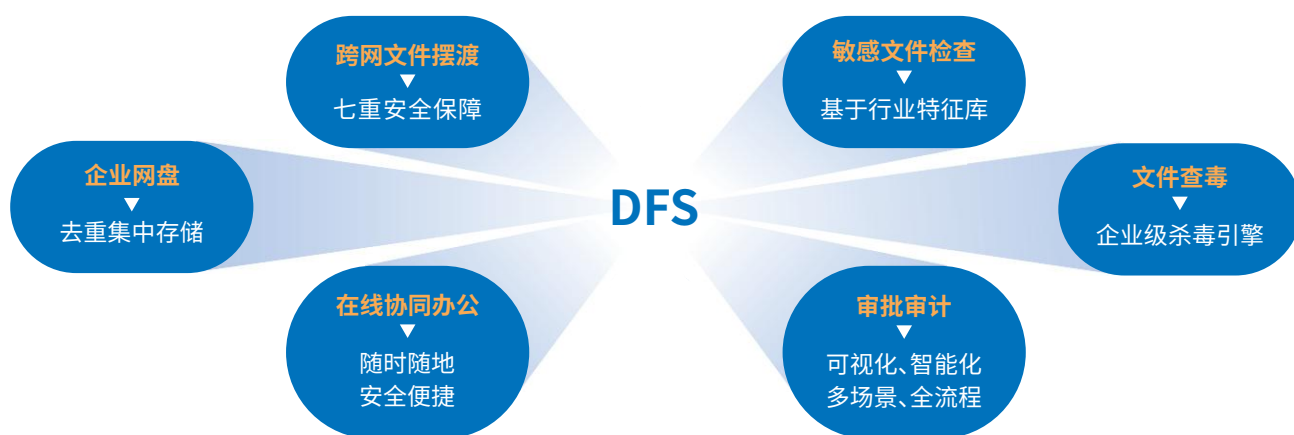 跨网文件摆渡
七重安全保障
敏感文件检查
基于行业特征库
企业网盘
去重集中存储
DFS
文件查毒
企业级杀毒引擎
在线协同办公
随时随地
安全便捷
审批审计
可视化、智能化
多场景、全流程